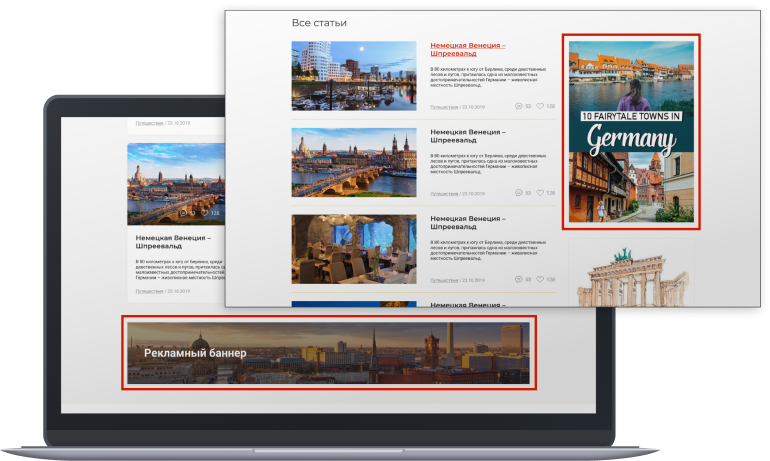 Все статьи
Немецкая Венеция –
Шпреевальд
В 80 километрах к югу от Берлина, среди девственных
лесов и лугов, притаилась одна из малоизвестных
достопримечательностей Германии – живописная
местность Шпреевальд.
Путешествия / 23.10.2019
53
128
10 FAIRYTALE TOWNS IN
Germany
Немецкая Венеция –
Шпреевальд
В 80 километрах к югу от Берлина, среди девственных
лесов и лугов, притаилась одна из малоизвестных
достопримечательностей Германии – живописная
местность Шпреевальд.
Путешествия / 23.10.2019
53
128
Немецкая Венеция –
Шпреевальд
В 80 километрах к югу от Берлина, среди девственных
лесов и лугов, притаилась одна из малоизвестных
достопримечательностей Германии – живописная
местность Шпреевальд.
Путешествия / 23.10.2019
53
128
Немецкая Венеция –
Путешествия / 23.10.2019
53
128
Немецкая Венеция –
Шпреевальд
В 80 километрах к югу от Берлина, среди
девственных лесов и лугов, притаилась
малоизвестных достопримечательностей
Германии – живописная местность Шпрее
Путешествия / 23.10.2019
Рекламный баннер